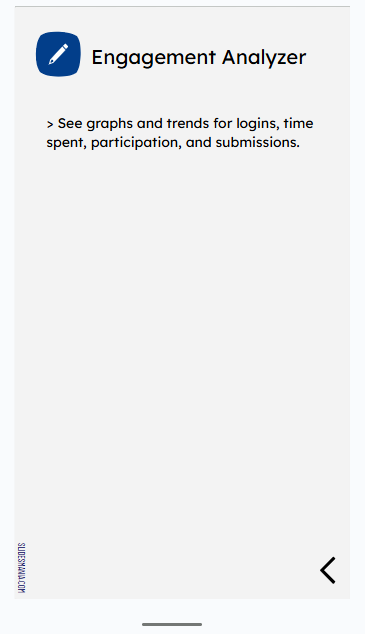 Engagement Analyzer
> See graphs and trends for logins, time
spent, participation, and submissions.
SLIDESMANIA.COM